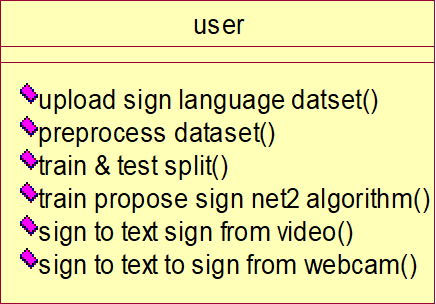 user
upload sign language datset()
preprocess dataset()
train & test split()
train propose sign net2 algorithm()
sign to text sign from video()
sign to text to sign from webcam()